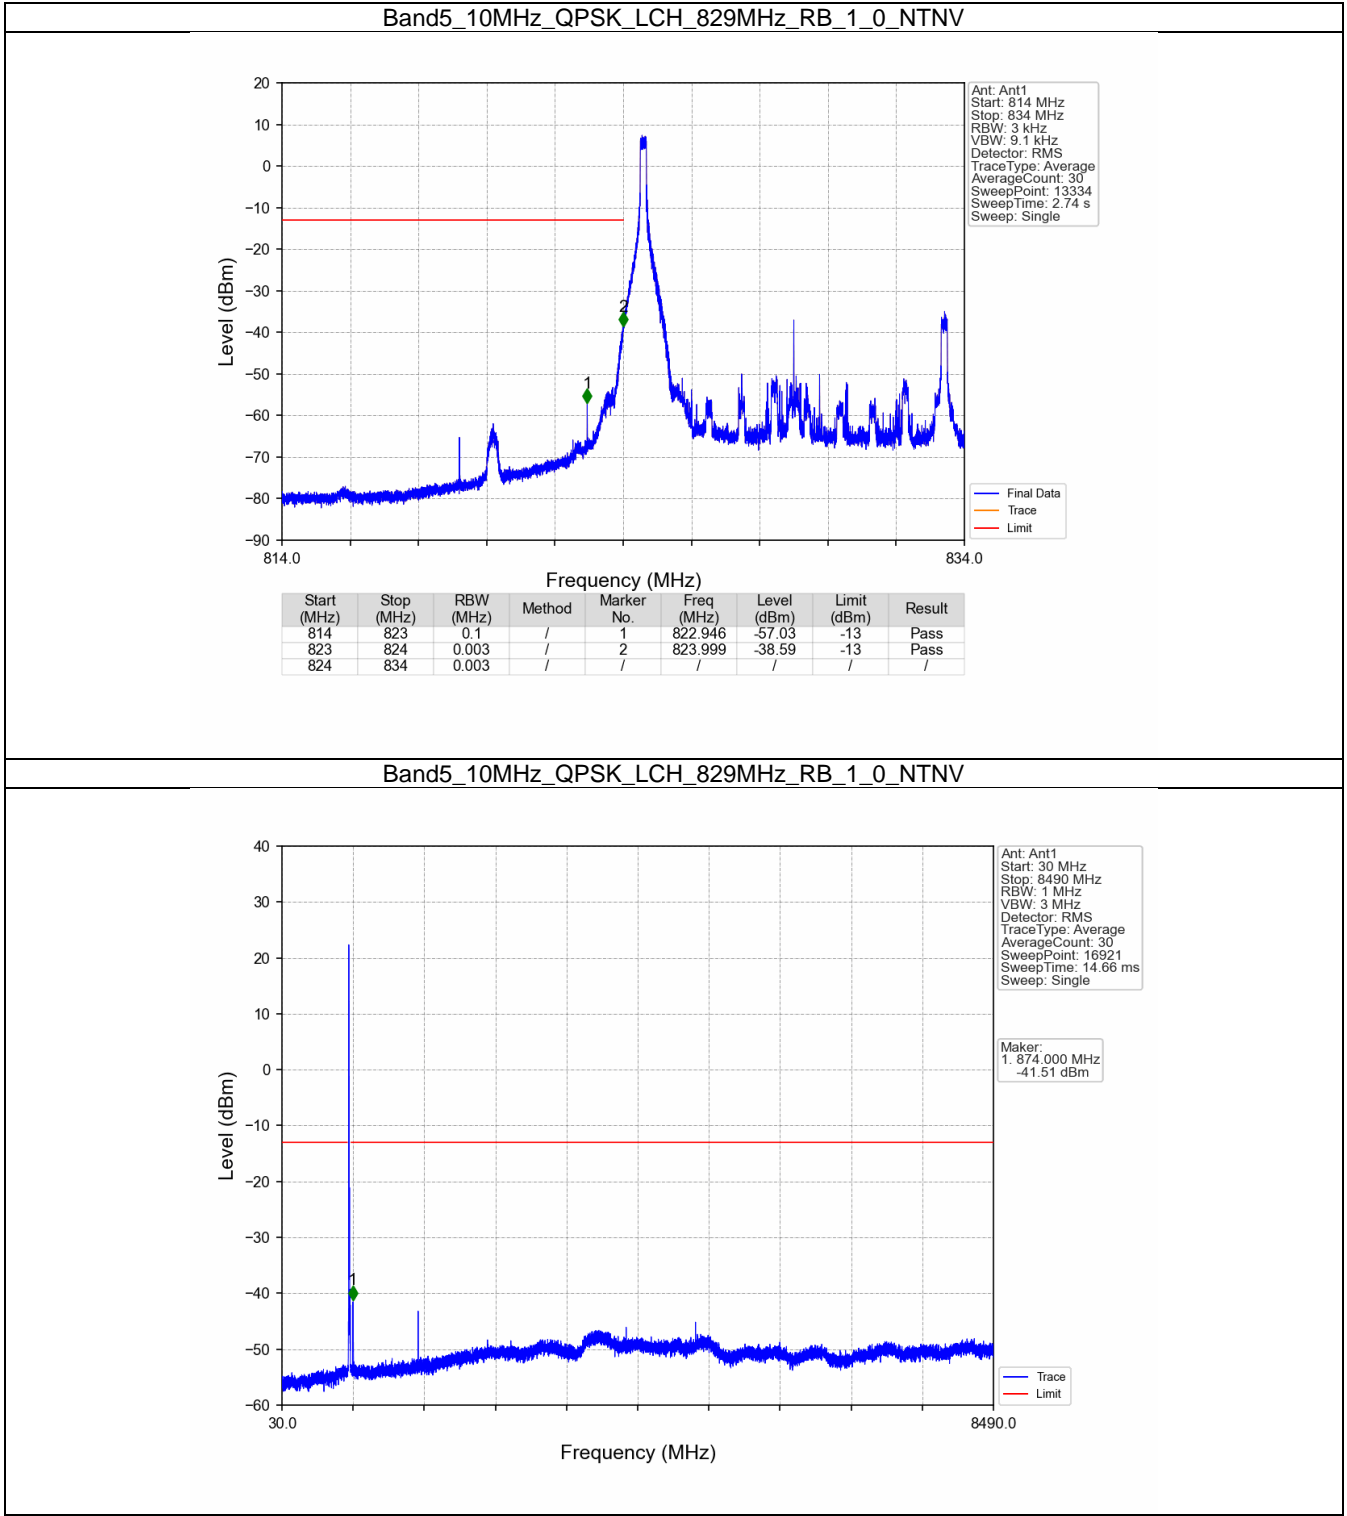 Band5_10MHz_QPSK_LCH_829MHz_RB_1_0_NTNV
20
10
0
−10
−20
−30
−40
−50
−60
−70
−80
−90
Level (dBm)
1
2
814.0
834.0
Frequency (MHz)
Ant: Ant1
Start: 814 MHz
Stop: 834 MHz
RBW: 3 kHz
VBW: 9.1 kHz
Detector: RMS
TraceType: Average
AverageCount: 30
SweepPoint: 13334
SweepTime: 2.74 s
Sweep: Single
Final Data
Trace
Limit
Start (MHz) Stop (MHz) RBW (MHz) Method Marker No. Freq (MHz) Level (dBm) Limit (dBm) Result
814 823 0.1 / 1 822.946 -57.03 -13 Pass
823 824 0.003 / 2 823.999 -38.59 -13 Pass
824 834 0.003 / / / / / /
Band5_10MHz_QPSK_LCH_829MHz_RB_1_0_NTNV
40
30
20
10
0
−10
−20
−30
−40
−50
−60
Level (dBm)
1
30.0
8490.0
Frequency (MHz)
Ant: Ant1
Start: 30 MHz
Stop: 8490 MHz
RBW: 1 MHz
VBW: 3 MHz
Detector: RMS
TraceType: Average
AverageCount: 30
SweepPoint: 16921
SweepTime: 14.66 ms
Sweep: Single
Maker:
1. 874.000 MHz
-41.51 dBm
Trace
Limit